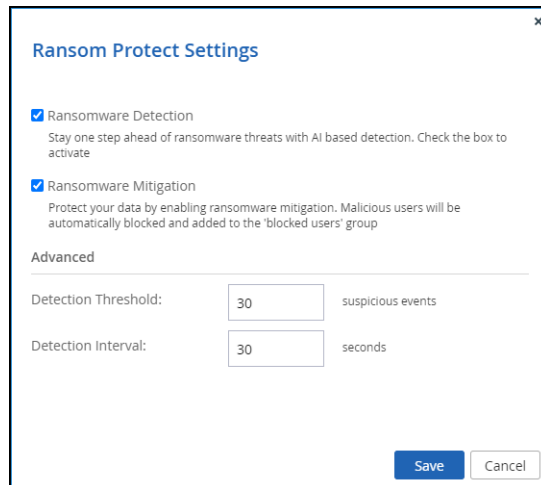 ×
Ransom Protect Settings
Ransomware Detection
Stay one step ahead of ransomware threats with AI based detection. Check the box to
activate
Ransomware Mitigation
Protect your data by enabling ransomware mitigation. Malicious users will be
automatically blocked and added to the 'blocked users' group
Advanced
Detection Threshold: 30 suspicious events
Detection Interval: 30 seconds
Save Cancel